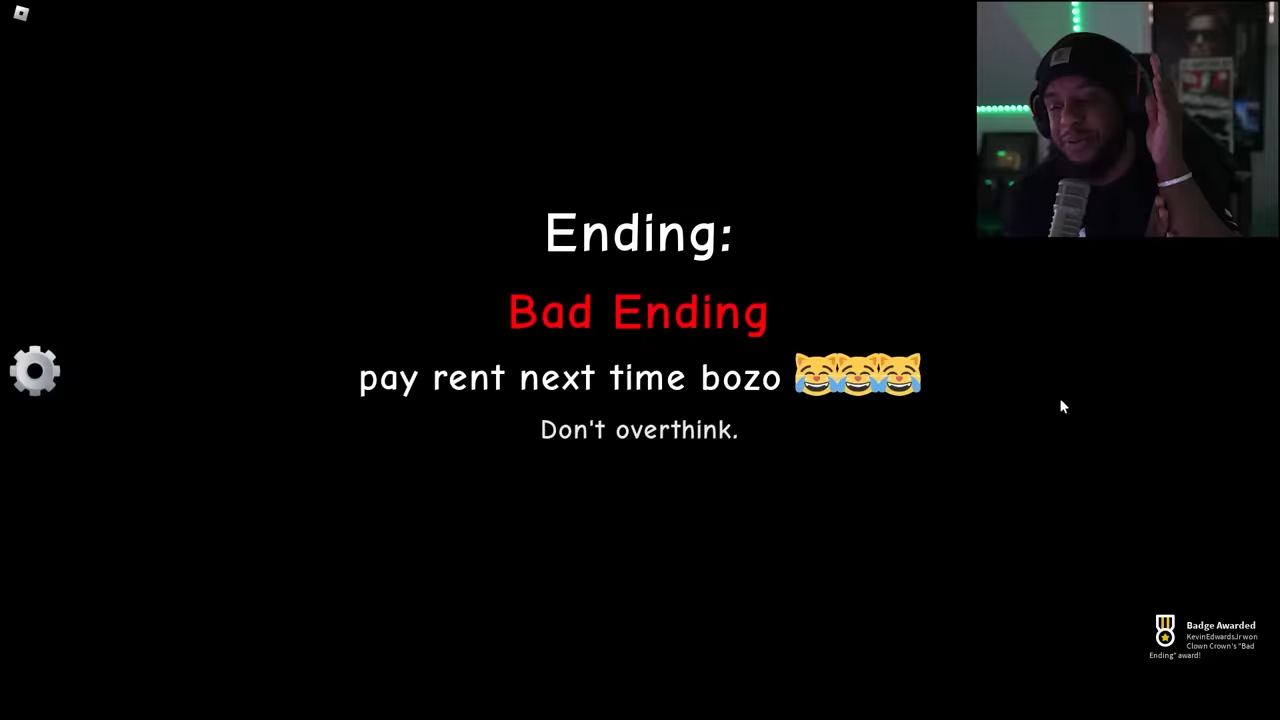 Ending:
Bad Ending
pay rent next time bozo 😹😹😹
Don't overthink.
Badge Awarded
KevinEdwardsJr won
Clown Crown's "Bad
Ending" award!